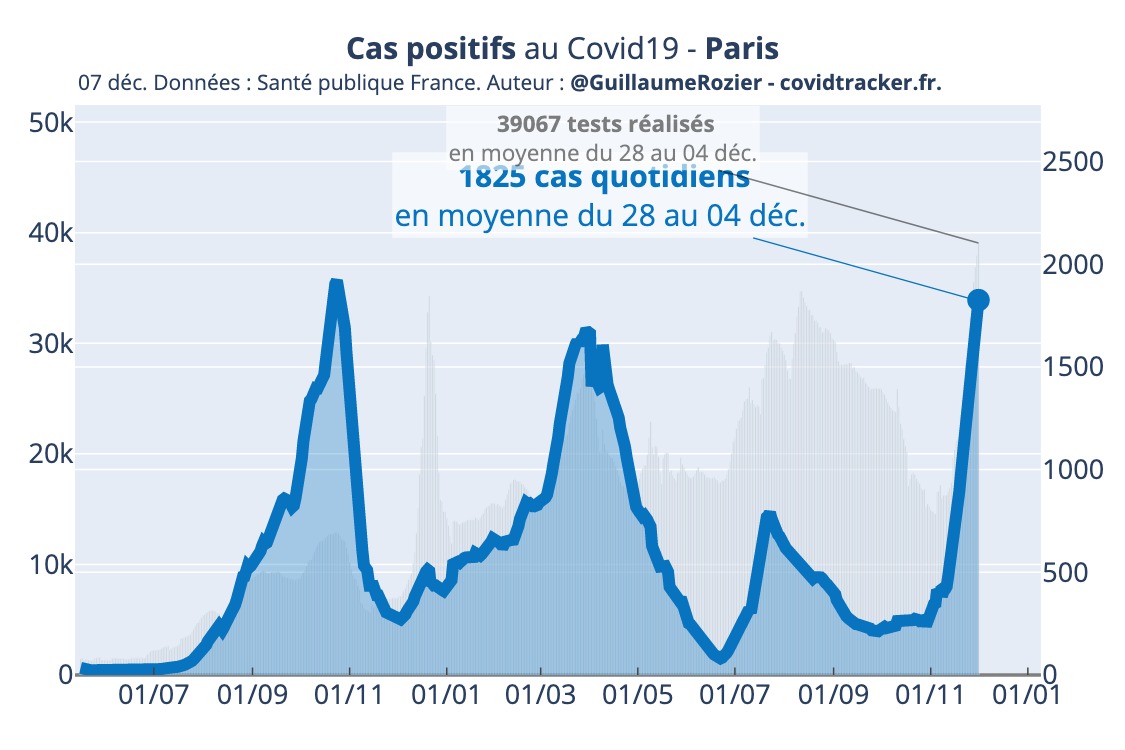 Cas positifs au Covid19 - Paris
07 déc. Données : Santé publique France. Auteur : @GuillaumeRozier - covidtracker.fr.
39067 tests réalisés
en moyenne du 28 au 04 déc.
1825 cas quotidiens
en moyenne du 28 au 04 déc.
50k
40k
30k
20k
10k
0
2500
2000
1500
1000
500
0
01/07 01/09 01/11 01/01 01/03 01/05 01/07 01/09 01/11 01/01